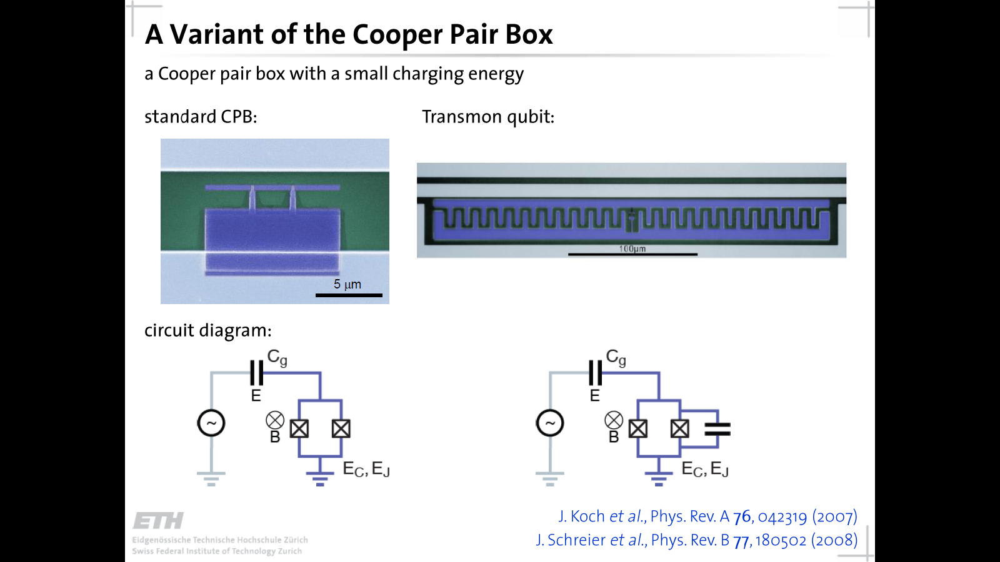 A Variant of the Cooper Pair Box
a Cooper pair box with a small charging energy
standard CPB:
Transmon qubit:
5 μm
100μm
circuit diagram:
Cg
E
~
B
EC, EJ
Cg
E
~
B
EC, EJ
J. Koch et al., Phys. Rev. A 76, 042319 (2007)
J. Schreier et al., Phys. Rev. B 77, 180502 (2008)
ETH
Eidgenössische Technische Hochschule Zürich
Swiss Federal Institute of Technology Zurich